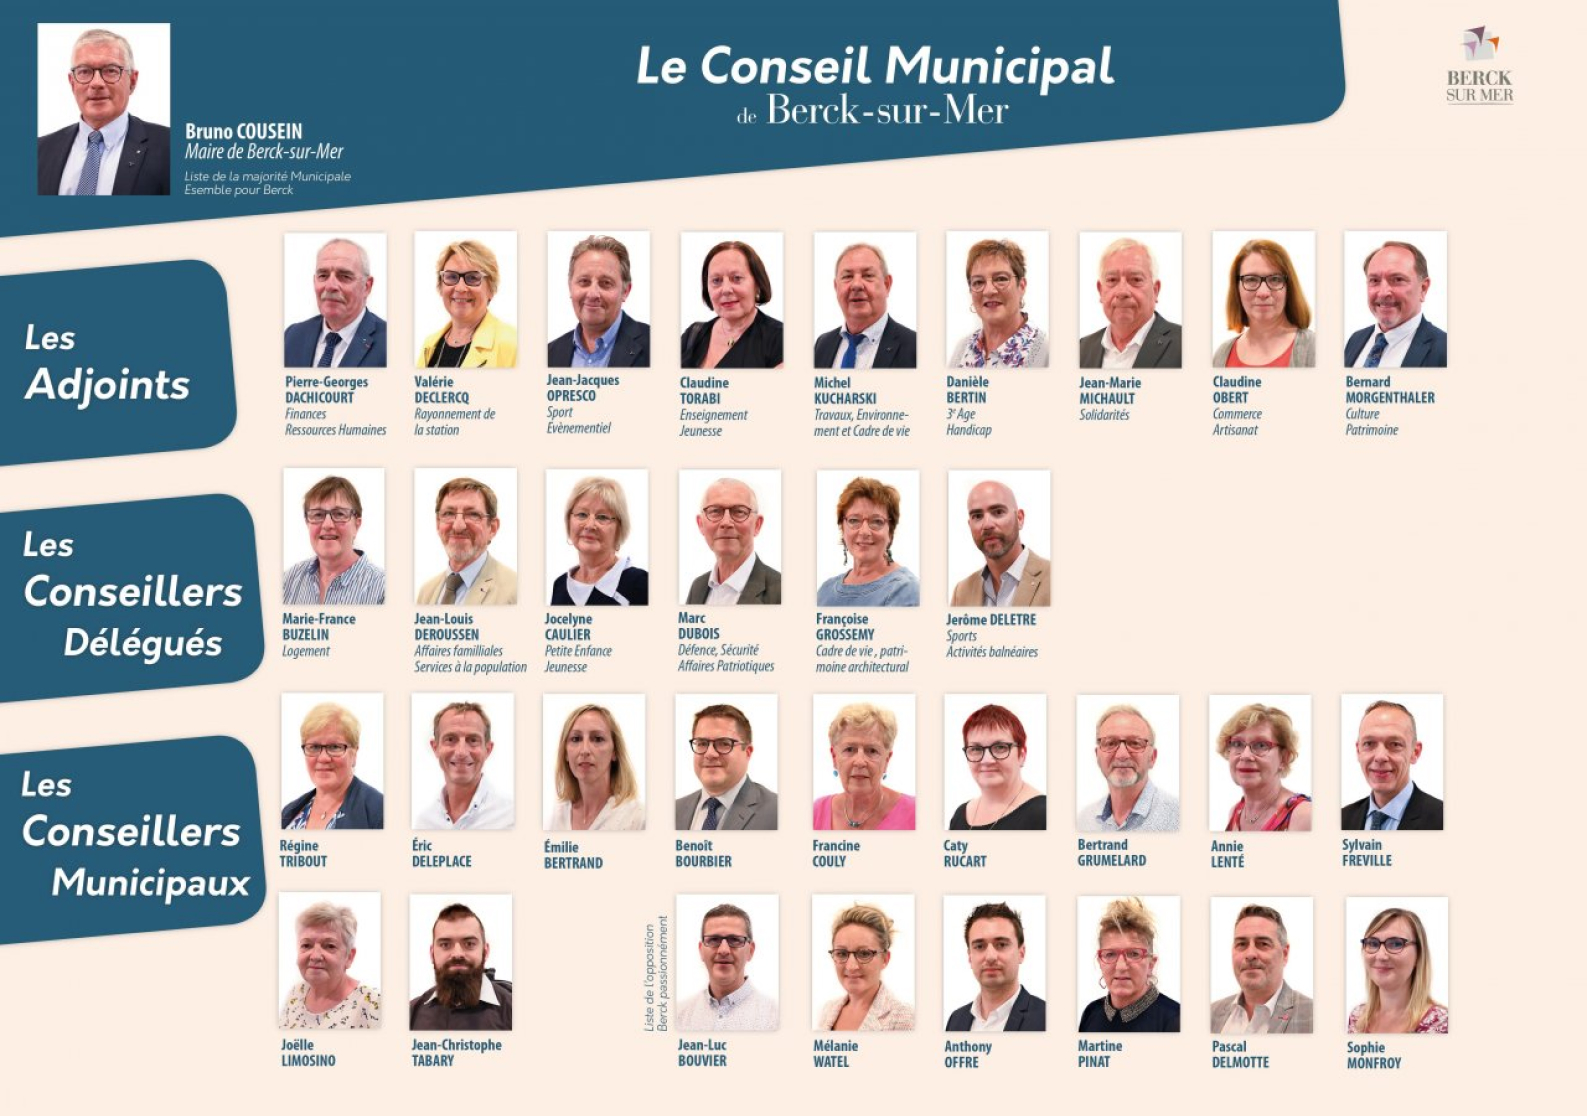 Le Conseil Municipal
de Berck-sur-Mer
BERCK
SUR MER
Bruno COUSEIN
Maire de Berck-sur-Mer
Liste de la majorité Municipale
Esemble pour Berck
Les
Adjoints
Pierre-Georges
DACHICOURT
Finances
Ressources Humaines
Valérie
DECLERCQ
Rayonnement de
la station
Jean-Jacques
OPRESCO
Sport
Evènementiel
Claudine
TORABI
Enseignement
Jeunesse
Michel
KUCHARSKI
Travaux, Environne-
ment et Cadre de vie
Danièle
BERTIN
3e Age
Handicap
Jean-Marie
MICHAULT
Solidarités
Claudine
OBERT
Commerce
Artisanat
Bernard
MORGENTHALER
Culture
Patrimoine
Les
Conseillers
Délégués
Marie-France
BUZELIN
Logement
Jean-Louis
DEROUSSEN
Affaires familliales
Services à la population
Jocelyne
CAULIER
Petite Enfance
Jeunesse
Marc
DUBOIS
Défence, Sécurité
Affaires Patriotiques
Françoise
GROSSEMY
Cadre de vie , patri-
moine architectural
Jerôme DELETRE
Sports
Activités balnéaires
Les
Conseillers
Municipaux
Régine
TRIBOUT
Éric
DELEPLACE
Émilie
BERTRAND
Benoît
BOURBIER
Francine
COULY
Caty
RUCART
Bertrand
GRUMELARD
Annie
LENTÉ
Sylvain
FREVILLE
Joëlle
LIMOSINO
Jean-Christophe
TABARY
Liste de l'opposition
Berck passionnément
Jean-Luc
BOUVIER
Mélanie
WATEL
Anthony
OFFRE
Martine
PINAT
Pascal
DELMOTTE
Sophie
MONFROY